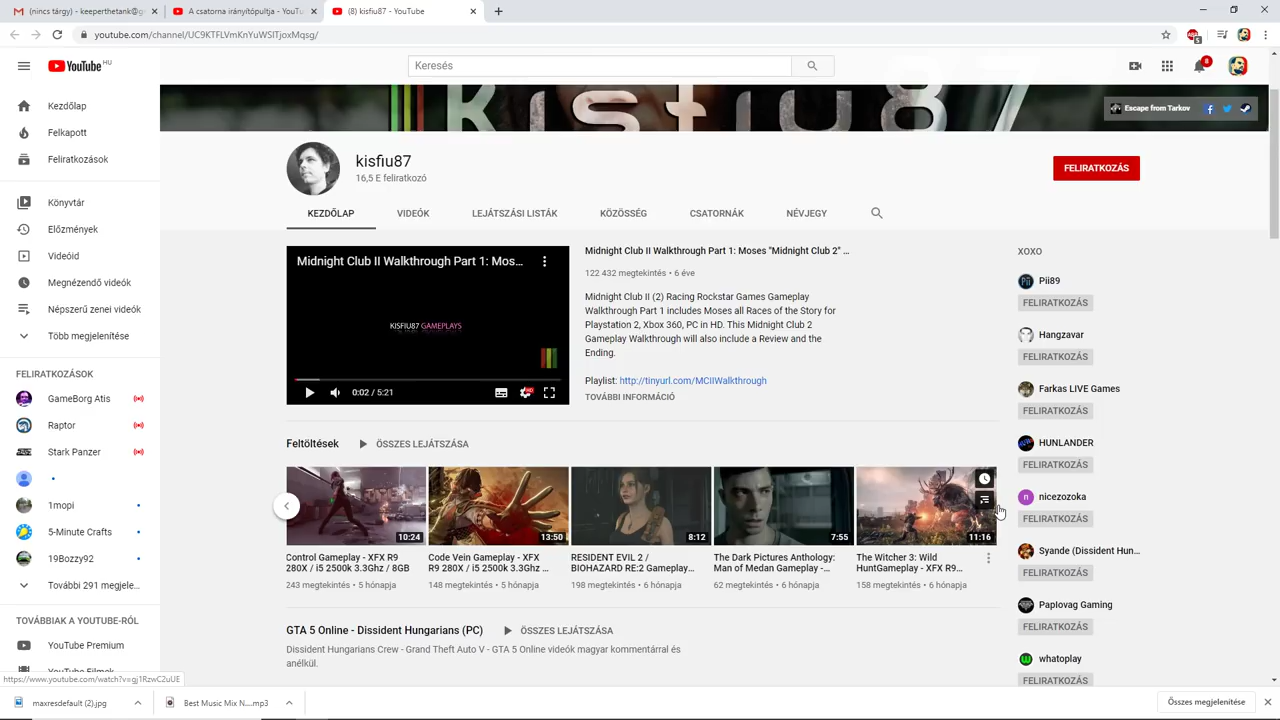 (nincs tárgy) - keeperthetank@gr
A csatorna irányítópultja - YouTu
(8) kisfiu87 - YouTube
youtube.com/channel/UC9KTFLVmKnYuWSITjoxMqsg/
YouTube HU
Keresés
8
Kezdőlap
Felkapott
Feliratkozások
Könyvtár
Előzmények
Videóid
Megnézendő videók
Népszerű zenei videók
Több megjelenítése
FELIRATKOZÁSOK
GameBorg Atis
Raptor
Stark Panzer
1mopi
5-Minute Crafts
19Bozzy92
További 291 megjele...
TOVÁBBIAK A YOUTUBE-RÓL
YouTube Premium
YouTube Filmek
kisfiu87
Escape from Tarkov
kisfiu87
16,5 E feliratkozó
FELIRATKOZÁS
KEZDŐLAP
VIDEÓK
LEJÁTSZÁSI LISTÁK
KÖZÖSSÉG
CSATORNÁK
NÉVJEGY
Midnight Club II Walkthrough Part 1: Mos...
KISFIU87 GAMEPLAYS
0:02 / 5:21
Midnight Club II Walkthrough Part 1: Moses "Midnight Club 2" ...
122 432 megtekintés • 6 éve
Midnight Club II (2) Racing Rockstar Games Gameplay
Walkthrough Part 1 includes Moses all Races of the Story for
Playstation 2, Xbox 360, PC in HD. This Midnight Club 2
Gameplay Walkthrough will also include a Review and the
Ending.
Playlist: http://tinyurl.com/MCIIWalkthrough
TOVÁBBI INFORMÁCIÓ
Feltöltések
ÖSSZES LEJÁTSZÁSA
10:24
Control Gameplay - XFX R9
280X / i5 2500k 3.3Ghz / 8GB
243 megtekintés • 5 hónapja
13:50
Code Vein Gameplay - XFX
R9 280X / i5 2500k 3.3Ghz ...
148 megtekintés • 5 hónapja
8:12
RESIDENT EVIL 2 /
BIOHAZARD RE:2 Gameplay...
198 megtekintés • 6 hónapja
7:55
The Dark Pictures Anthology:
Man of Medan Gameplay -...
62 megtekintés • 6 hónapja
11:16
The Witcher 3: Wild
HuntGameplay - XFX R9...
158 megtekintés • 6 hónapja
GTA 5 Online - Dissident Hungarians (PC)
ÖSSZES LEJÁTSZÁSA
Dissident Hungarians Crew - Grand Theft Auto V - GTA 5 Online videók magyar kommentárral és
anélkül.
XOXO
Pii89
FELIRATKOZÁS
Hangzavar
FELIRATKOZÁS
Farkas LIVE Games
FELIRATKOZÁS
HUNLANDER
FELIRATKOZÁS
n
nicezozoka
FELIRATKOZÁS
Syande (Dissident Hun...
FELIRATKOZÁS
Paplovag Gaming
FELIRATKOZÁS
whatoplay
FELIRATKOZÁS
https://www.youtube.com/watch?v=gj1RzwC2uUE
maxresdefault (2).jpg
Best Music Mix N....mp3
Összes megjelenítése